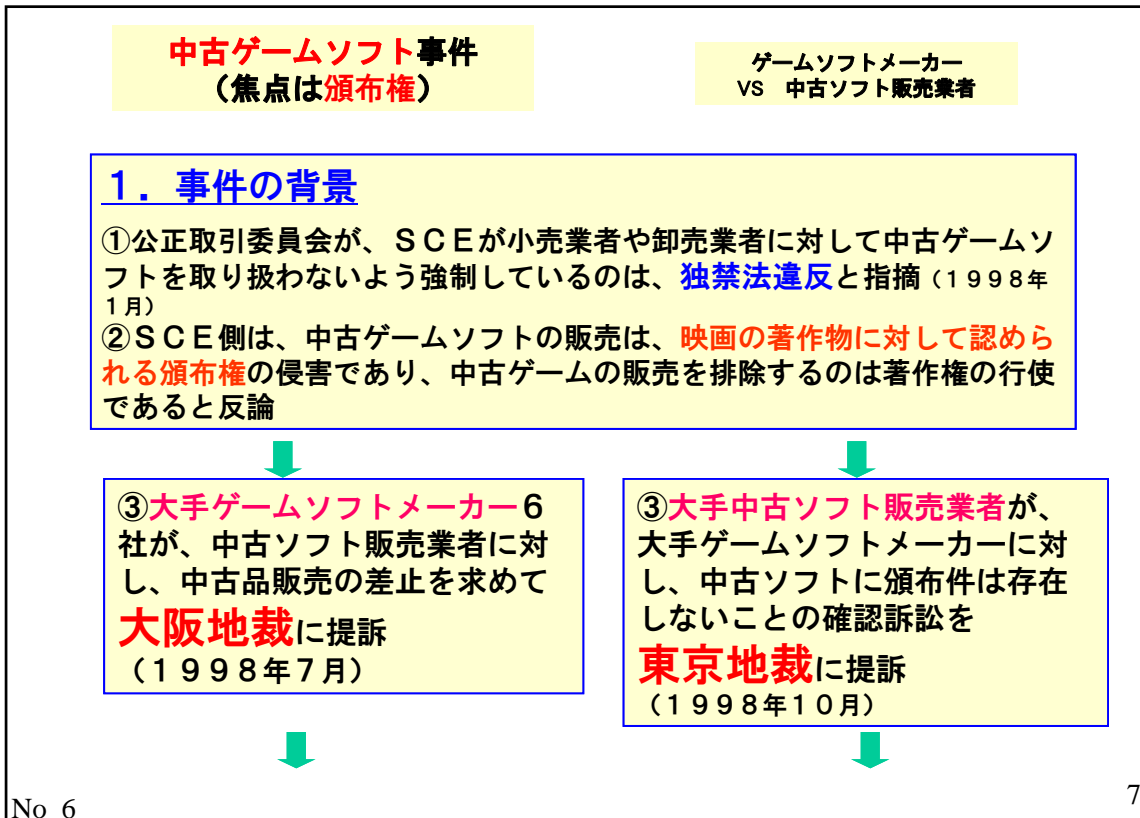 中古ゲームソフト事件
（焦点は頒布権）
ゲームソフトメーカー
VS　中古ソフト販売業者
１．事件の背景
①公正取引委員会が、ＳＣＥが小売業者や卸売業者に対して中古ゲームソ
フトを取り扱わないよう強制しているのは、独禁法違反と指摘（１９９８年
１月）
②ＳＣＥ側は、中古ゲームソフトの販売は、映画の著作物に対して認めら
れる頒布権の侵害であり、中古ゲームの販売を排除するのは著作権の行使
であると反論
③大手ゲームソフトメーカー６
社が、中古ソフト販売業者に対
し、中古品販売の差止を求めて
大阪地裁に提訴
（１９９８年７月）
③大手中古ソフト販売業者が、
大手ゲームソフトメーカーに対
し、中古ソフトに頒布件は存在
しないことの確認訴訟を
東京地裁に提訴
（１９９８年１０月）
No 6
7